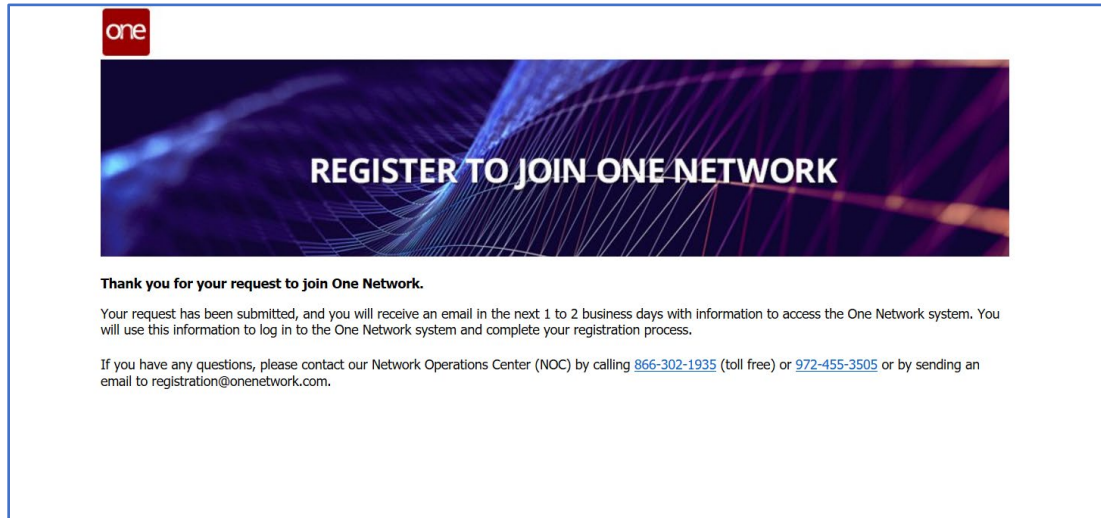 one
REGISTER TO JOIN ONE NETWORK
Thank you for your request to join One Network.
Your request has been submitted, and you will receive an email in the next 1 to 2 business days with information to access the One Network system. You
will use this information to log in to the One Network system and complete your registration process.
If you have any questions, please contact our Network Operations Center (NOC) by calling 866-302-1935 (toll free) or 972-455-3505 or by sending an
email to registration@onenetwork.com.